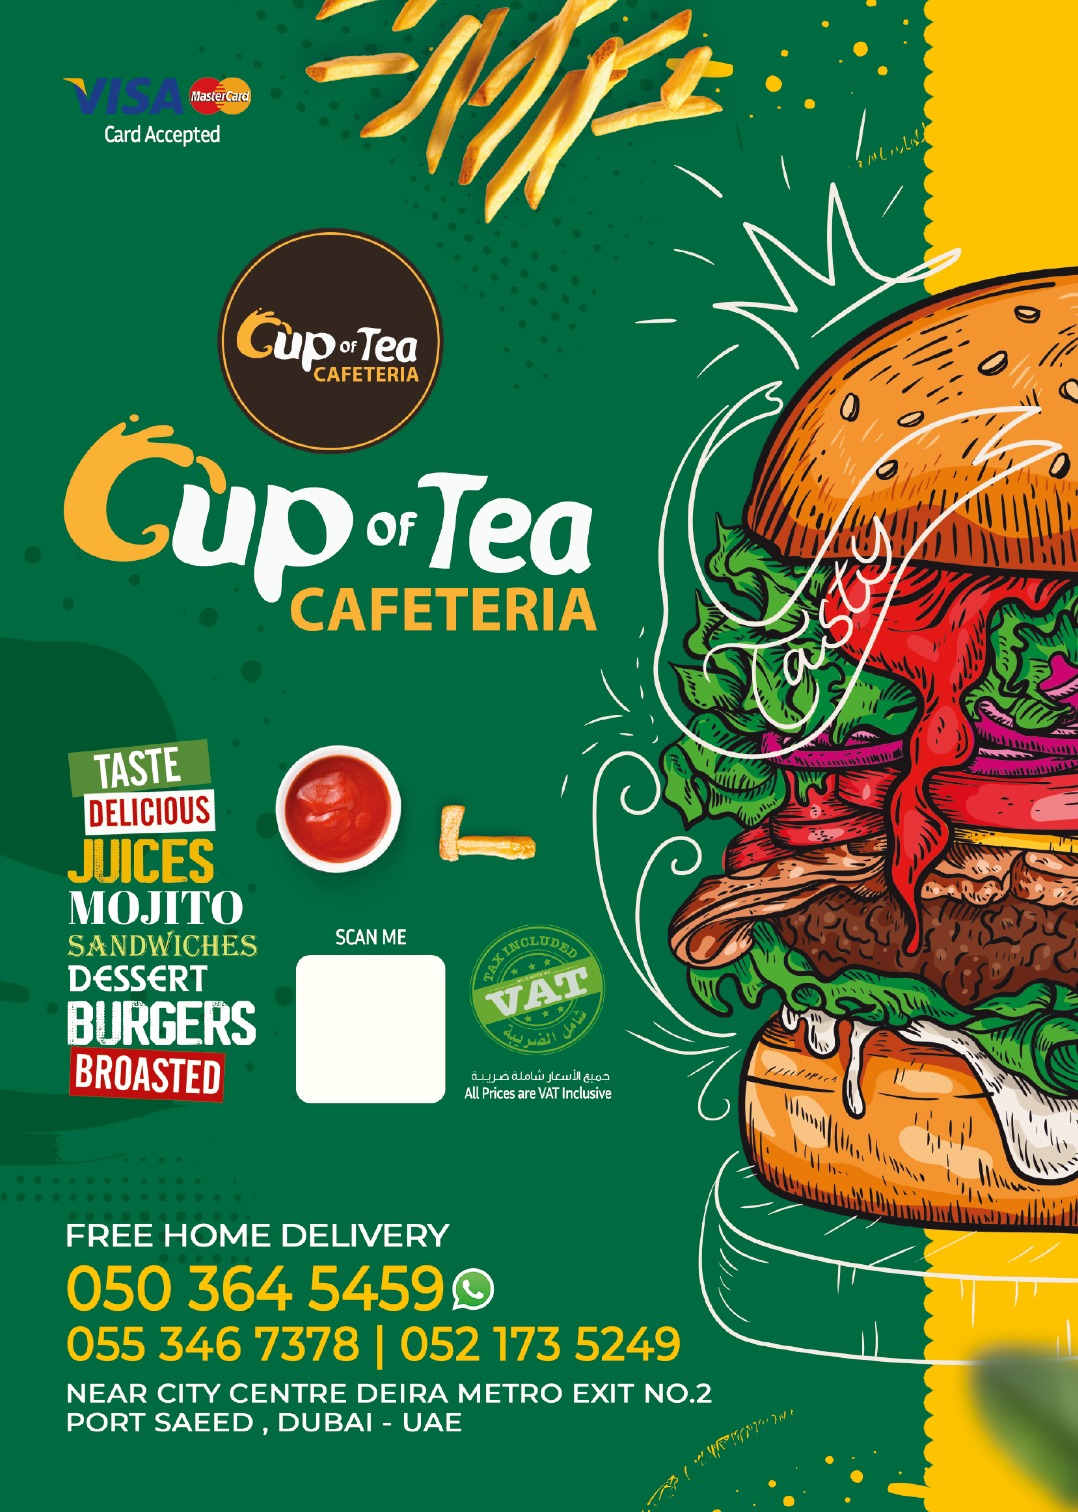 VISA MasterCard
Card Accepted
Cup OF Tea
CAFETERIA
Cup OF Tea
CAFETERIA
Tasty
TASTE
DELICIOUS
JUICES
MOJITO
SANDWICHES
DESSERT
BURGERS
BROASTED
SCAN ME
TAX INCLUDED
VAT
شامل الضريبة
جميع الأسعار شاملة ضريبة
All Prices are VAT Inclusive
FREE HOME DELIVERY
050 364 5459
055 346 7378 | 052 173 5249
NEAR CITY CENTRE DEIRA METRO EXIT NO.2
PORT SAEED , DUBAI - UAE